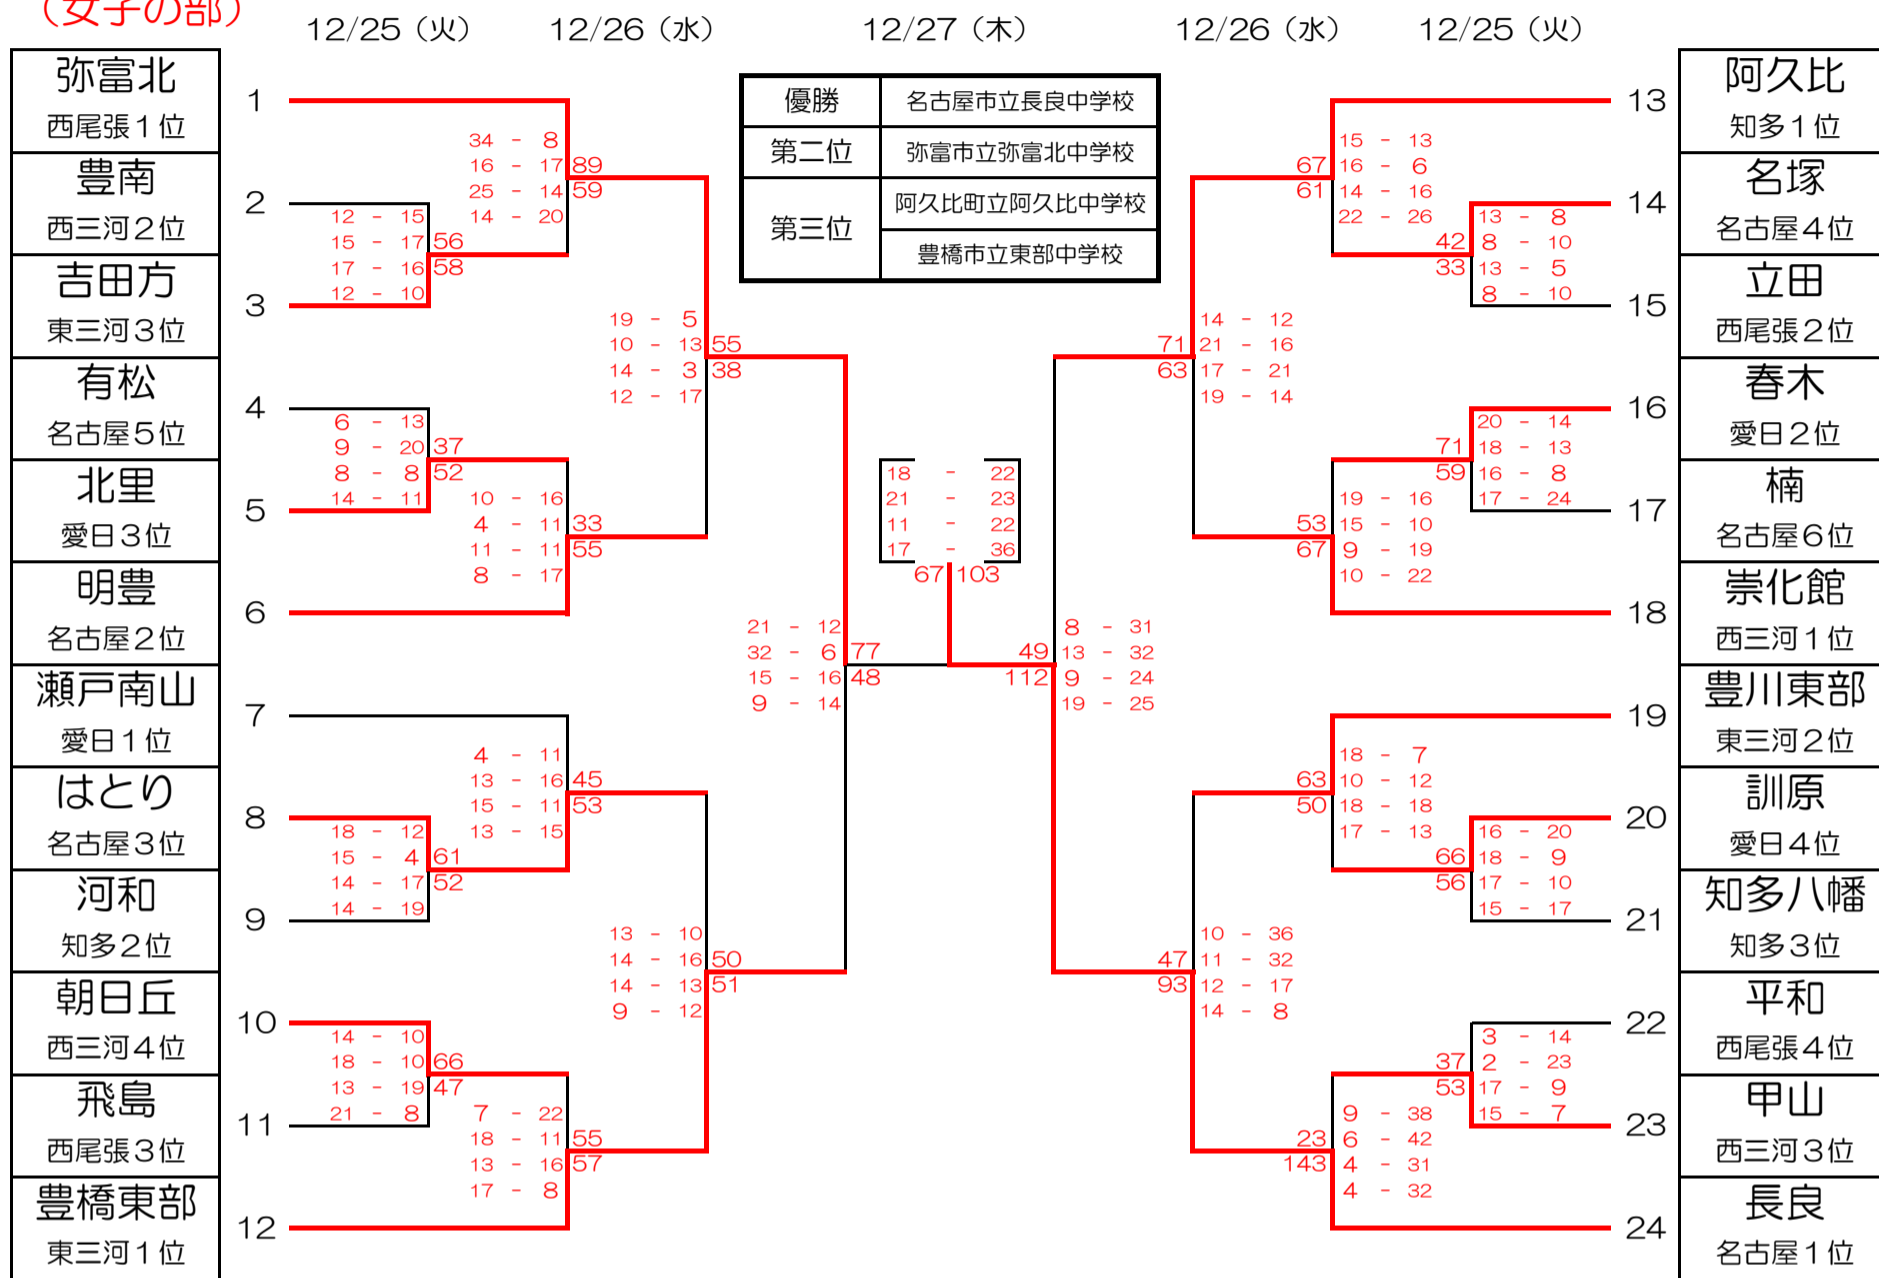 （女子の部）
12/25（火）
12/26（水）
12/27（木）
12/26（水）
12/25（火）
優勝 名古屋市立長良中学校
第二位 弥富市立弥富北中学校
第三位 阿久比町立阿久比中学校
豊橋市立東部中学校
弥富北
西尾張１位
1
豊南
西三河２位
2
吉田方
東三河３位
3
有松
名古屋５位
4
北里
愛日３位
5
明豊
名古屋２位
6
瀬戸南山
愛日１位
7
はとり
名古屋３位
8
河和
知多２位
9
朝日丘
西三河４位
10
飛島
西尾張３位
11
豊橋東部
東三河１位
12
12 - 15
15 - 17
17 - 16
12 - 10
56
58
6 - 13
9 - 20
8 - 8
14 - 11
37
52
18 - 12
15 - 4
14 - 17
14 - 19
61
52
14 - 10
18 - 10
13 - 19
21 - 8
66
47
34 - 8
16 - 17
25 - 14
14 - 20
89
59
10 - 16
4 - 11
11 - 11
8 - 17
33
55
4 - 11
13 - 16
15 - 11
13 - 15
45
53
7 - 22
18 - 11
13 - 16
17 - 8
55
57
19 - 5
10 - 13
14 - 3
12 - 17
55
38
13 - 10
14 - 16
14 - 13
9 - 12
50
51
21 - 12
32 - 6
15 - 16
9 - 14
77
48
18 - 22
21 - 23
11 - 22
17 - 36
67 103
49
112
8 - 31
13 - 32
9 - 24
19 - 25
71
63
14 - 12
21 - 16
17 - 21
19 - 14
47
93
10 - 36
11 - 32
12 - 17
14 - 8
67
61
15 - 13
16 - 6
14 - 16
22 - 26
53
67
19 - 16
15 - 10
9 - 19
10 - 22
63
50
18 - 7
10 - 12
18 - 18
17 - 13
23
143
9 - 38
6 - 42
4 - 31
4 - 32
42
33
13 - 8
8 - 10
13 - 5
8 - 10
71
59
20 - 14
18 - 13
16 - 8
17 - 24
66
56
16 - 20
18 - 9
17 - 10
15 - 17
37
53
3 - 14
2 - 23
17 - 9
15 - 7
13
阿久比
知多１位
14
名塚
名古屋４位
15
立田
西尾張２位
16
春木
愛日２位
17
楠
名古屋６位
18
崇化館
西三河１位
19
豊川東部
東三河２位
20
訓原
愛日４位
21
知多八幡
知多３位
22
平和
西尾張４位
23
甲山
西三河３位
24
長良
名古屋１位